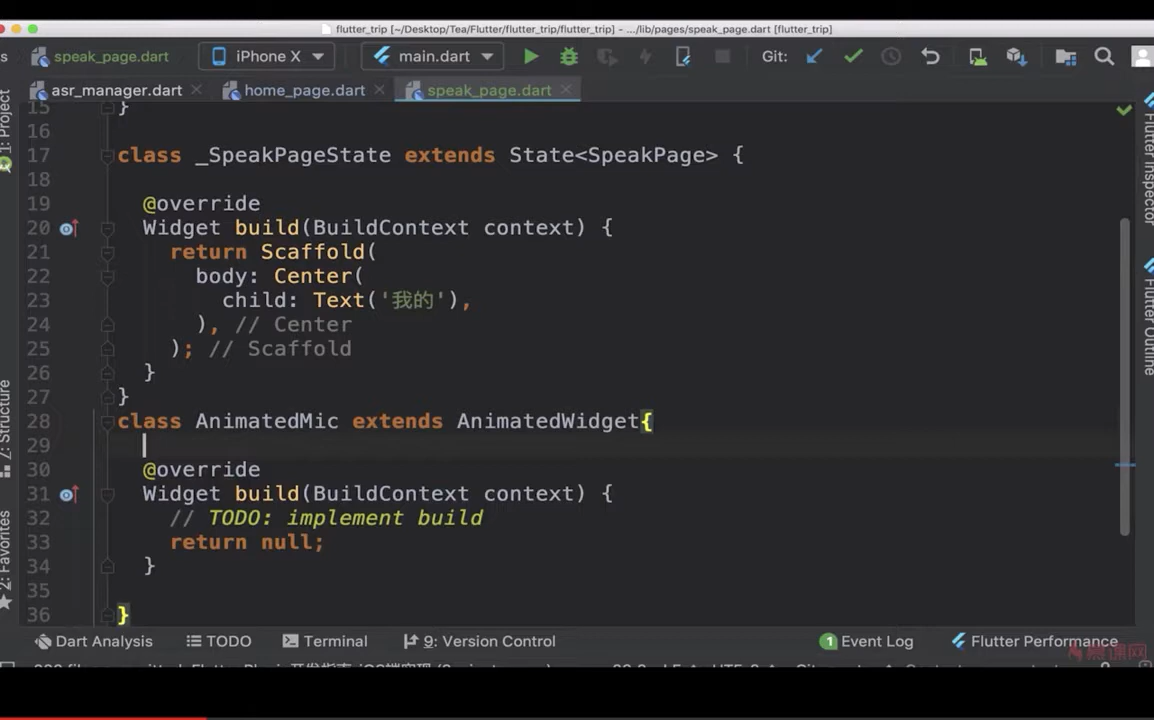 flutter_trip [~/Desktop/Tea/Flutter/flutter_trip/flutter_trip] - .../lib/pages/speak_page.dart [flutter_trip]
s speak_page.dart iPhone X main.dart Git:
asr_manager.dart home_page.dart speak_page.dart
1: Project
7: Structure
2: Favorites
15 }
16
17 class _SpeakPageState extends State<SpeakPage> {
18
19 @override
20 Widget build(BuildContext context) {
21 return Scaffold(
22 body: Center(
23 child: Text('我的'),
24 ), // Center
25 ); // Scaffold
26 }
27 }
28 class AnimatedMic extends AnimatedWidget{
29
30 @override
31 Widget build(BuildContext context) {
32 // TODO: implement build
33 return null;
34 }
35
36 }
Flutter Inspector
Flutter Outline
Dart Analysis TODO Terminal 9: Version Control 1 Event Log Flutter Performance
慕课网